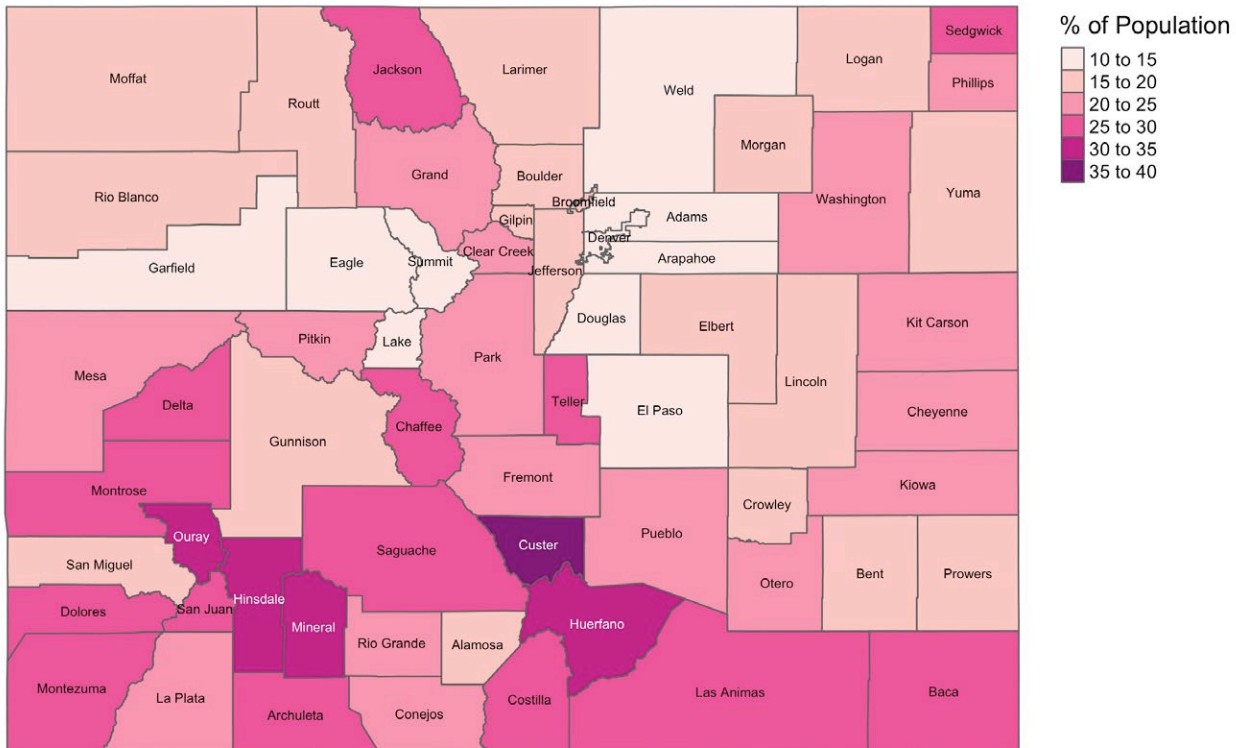 % of Population
10 to 15
15 to 20
20 to 25
25 to 30
30 to 35
35 to 40
Moffat
Routt
Jackson
Larimer
Weld
Logan
Sedgwick
Phillips
Morgan
Rio Blanco
Grand
Boulder
Broomfield
Washington
Yuma
Gilpin
Adams
Denver
Clear Creek
Garfield
Eagle
Summit
Jefferson
Arapahoe
Pitkin
Lake
Park
Douglas
Elbert
Kit Carson
Mesa
Delta
Chaffee
Teller
El Paso
Lincoln
Cheyenne
Gunnison
Montrose
Fremont
Kiowa
Crowley
Ouray
Saguache
Custer
Pueblo
San Miguel
Bent
Prowers
Otero
Dolores
San Juan
Hinsdale
Mineral
Huerfano
Rio Grande
Alamosa
Montezuma
La Plata
Archuleta
Conejos
Costilla
Las Animas
Baca